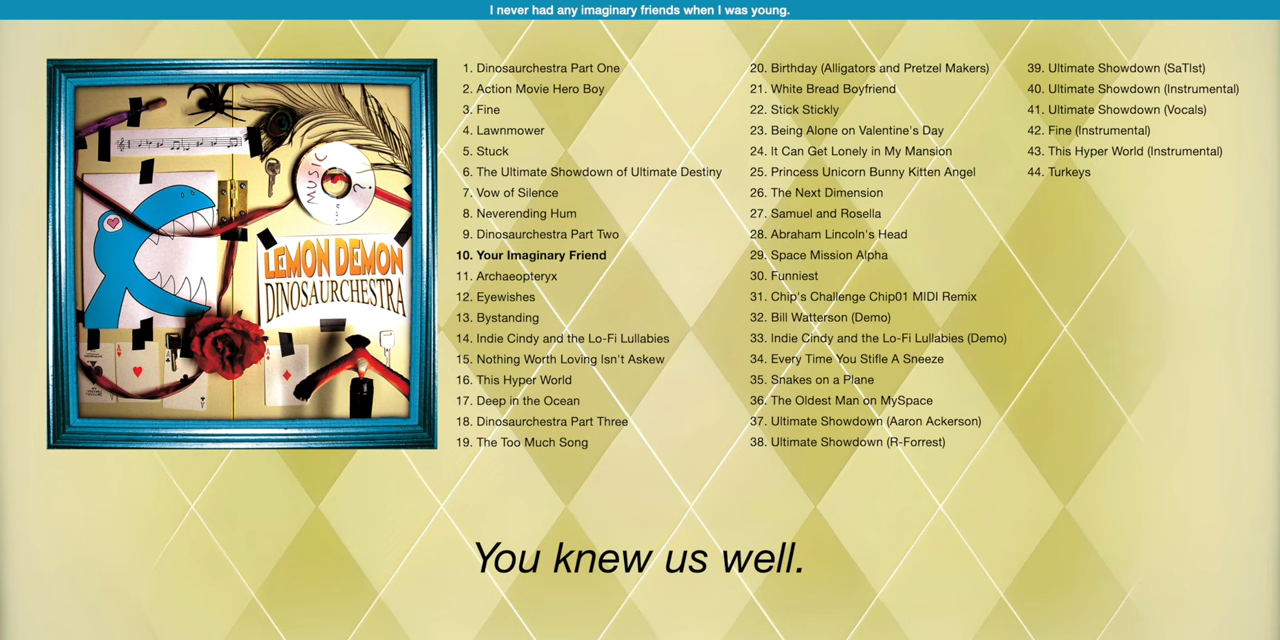 I never had any imaginary friends when I was young.
MUSIC
LEMON DEMON
DINOSAURCHESTRA
1. Dinosaurchestra Part One
2. Action Movie Hero Boy
3. Fine
4. Lawnmower
5. Stuck
6. The Ultimate Showdown of Ultimate Destiny
7. Vow of Silence
8. Neverending Hum
9. Dinosaurchestra Part Two
10. Your Imaginary Friend
11. Archaeopteryx
12. Eyewishes
13. Bystanding
14. Indie Cindy and the Lo-Fi Lullabies
15. Nothing Worth Loving Isn't Askew
16. This Hyper World
17. Deep in the Ocean
18. Dinosaurchestra Part Three
19. The Too Much Song
20. Birthday (Alligators and Pretzel Makers)
21. White Bread Boyfriend
22. Stick Stickly
23. Being Alone on Valentine's Day
24. It Can Get Lonely in My Mansion
25. Princess Unicorn Bunny Kitten Angel
26. The Next Dimension
27. Samuel and Rosella
28. Abraham Lincoln's Head
29. Space Mission Alpha
30. Funniest
31. Chip's Challenge Chip01 MIDI Remix
32. Bill Watterson (Demo)
33. Indie Cindy and the Lo-Fi Lullabies (Demo)
34. Every Time You Stifle A Sneeze
35. Snakes on a Plane
36. The Oldest Man on MySpace
37. Ultimate Showdown (Aaron Ackerson)
38. Ultimate Showdown (R-Forrest)
39. Ultimate Showdown (SaTIst)
40. Ultimate Showdown (Instrumental)
41. Ultimate Showdown (Vocals)
42. Fine (Instrumental)
43. This Hyper World (Instrumental)
44. Turkeys
You knew us well.